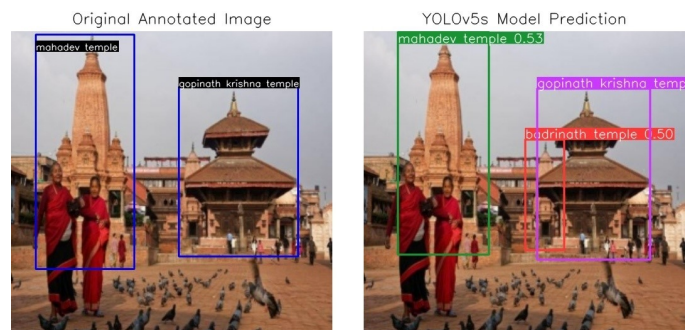 Original Annotated Image
mahadev temple
gopinath krishna temple
YOLOv5s Model Prediction
mahadev temple 0.53
gopinath krishna temp
badrinath temple 0.50